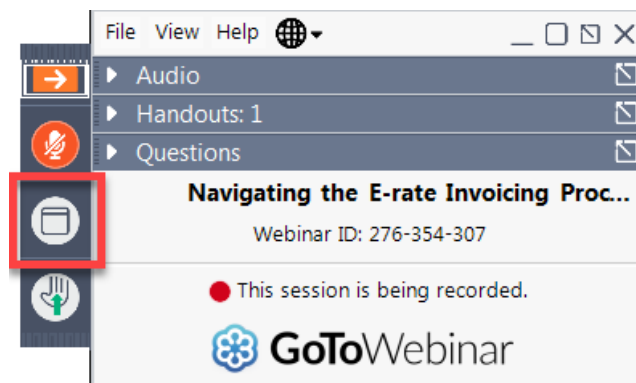 File View Help
Audio
Handouts: 1
Questions
Navigating the E-rate Invoicing Proc...
Webinar ID: 276-354-307
This session is being recorded.
GoToWebinar